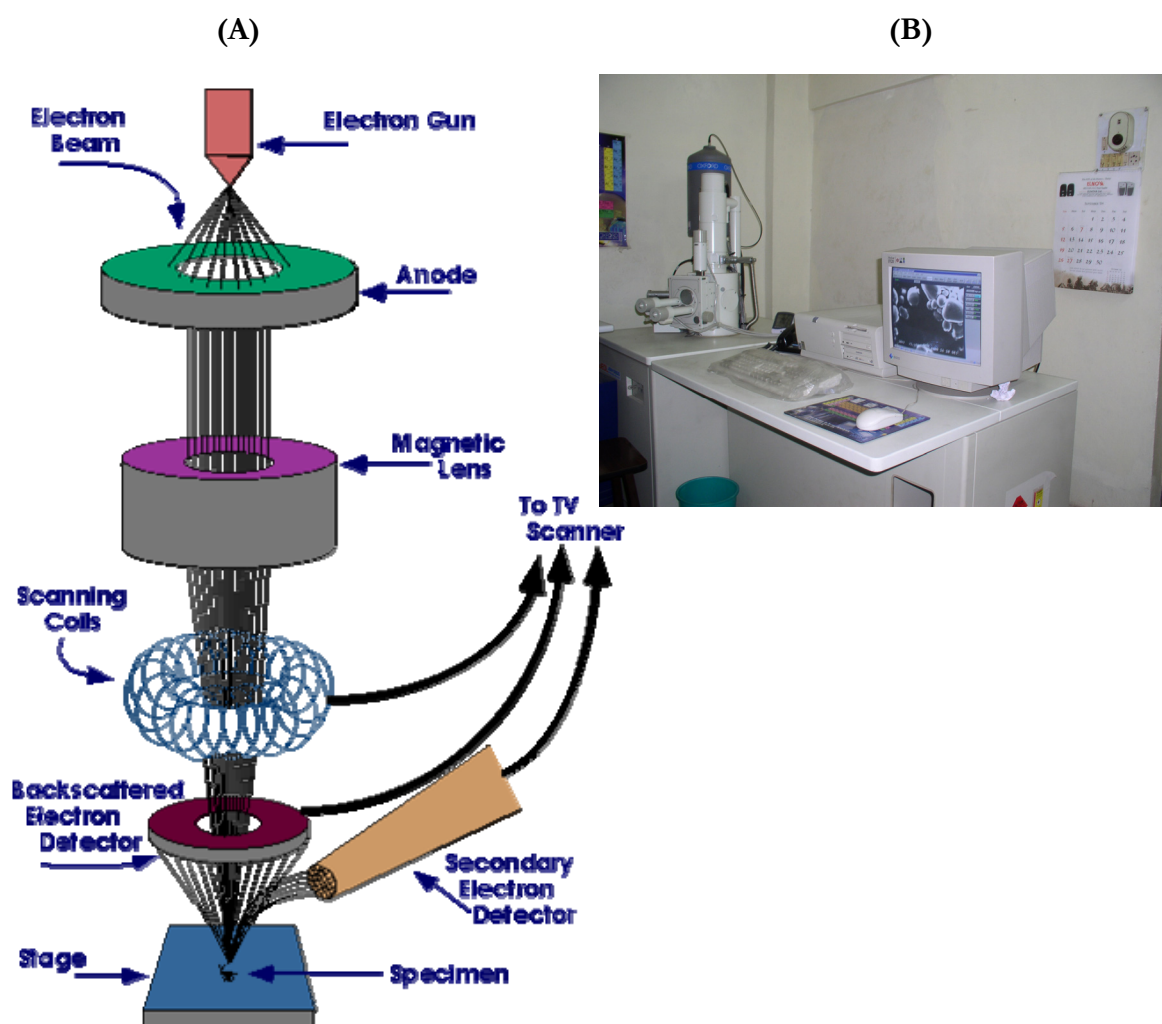 (A)
(B)
Electron
Beam
Electron Gun
Anode
Magnetic
Lens
To TV
Scanner
Scanning
Coils
Backscattered
Electron
Detector
Secondary
Electron
Detector
Stage
Specimen